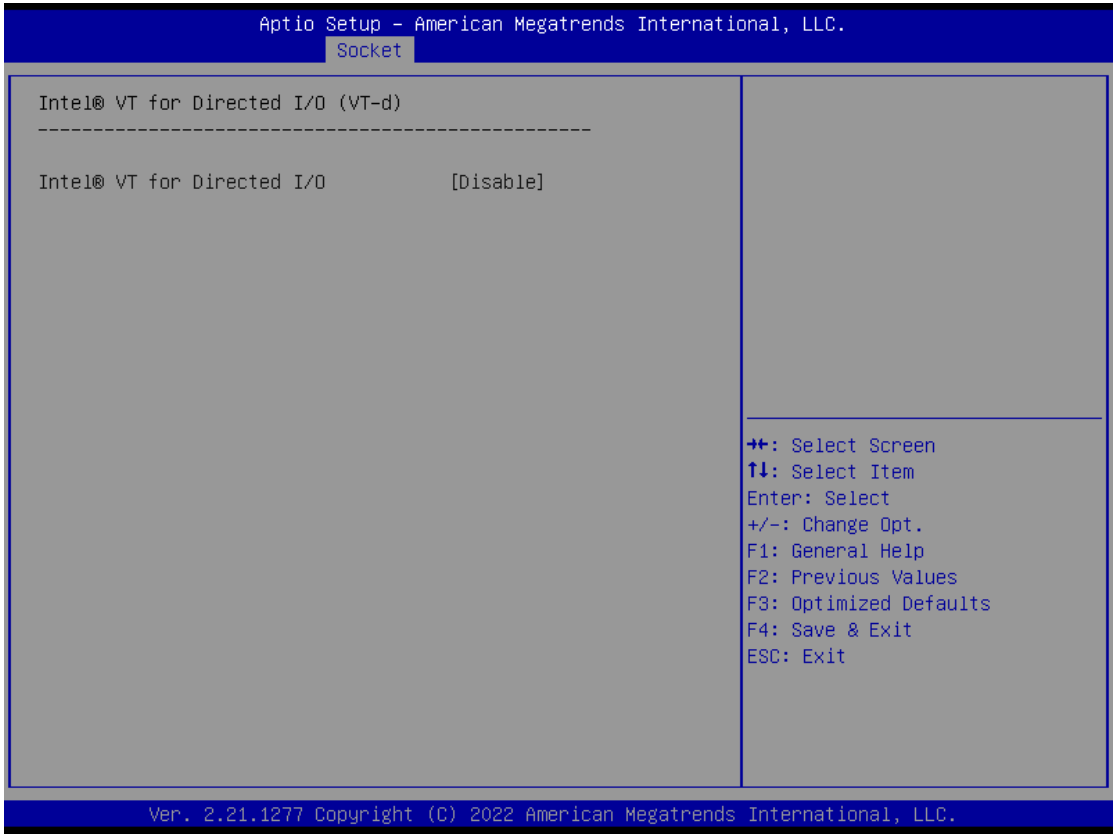 Aptio Setup – American Megatrends International, LLC.
Socket
Intel® VT for Directed I/O (VT-d)
--------------------------------------------------
Intel® VT for Directed I/O [Disable]
→←: Select Screen
↑↓: Select Item
Enter: Select
+/-: Change Opt.
F1: General Help
F2: Previous Values
F3: Optimized Defaults
F4: Save & Exit
ESC: Exit
Ver. 2.21.1277 Copyright (C) 2022 American Megatrends International, LLC.